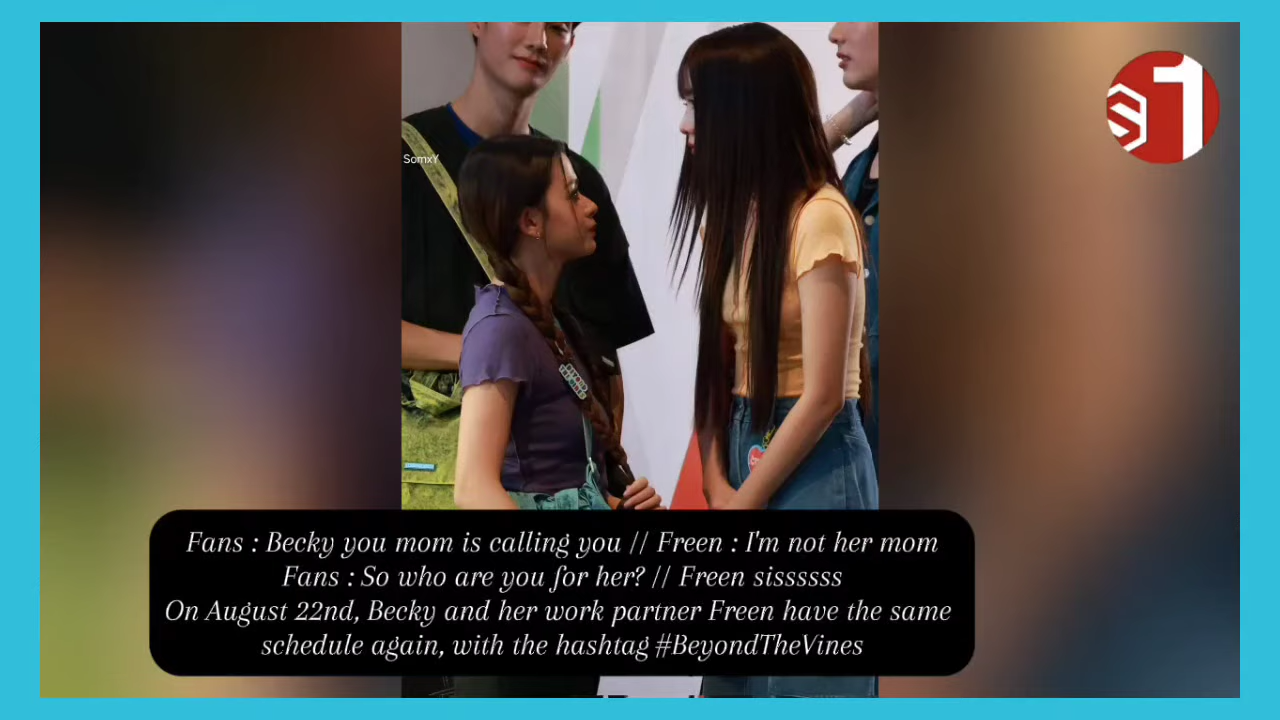 S1
SomxY
Fans : Becky you mom is calling you // Freen : I'm not her mom
Fans : So who are you for her? // Freen sissssss
On August 22nd, Becky and her work partner Freen have the same
schedule again, with the hashtag #BeyondTheVines